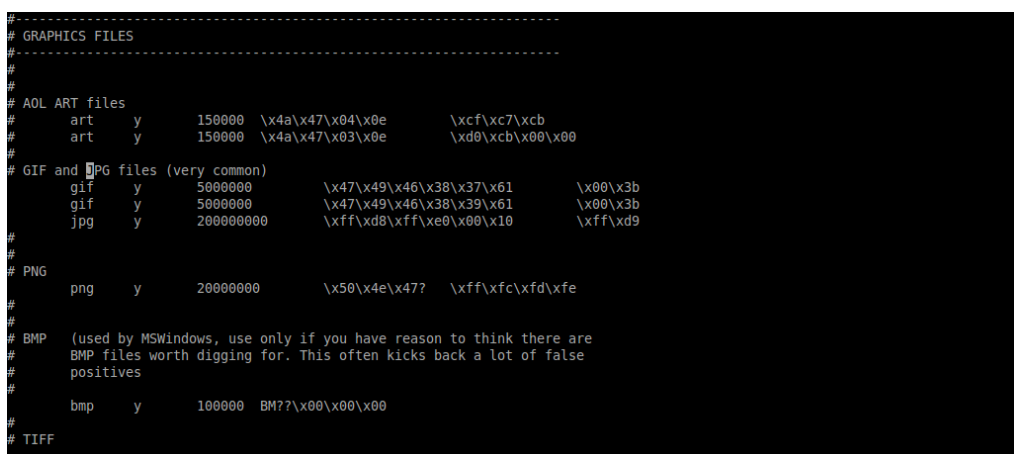 #---------------------------------------------------------------------
# GRAPHICS FILES
#---------------------------------------------------------------------
#
#
# AOL ART files
#       art     y       150000  \x4a\x47\x04\x0e        \xcf\xc7\xcb
#       art     y       150000  \x4a\x47\x03\x0e        \xd0\xcb\x00\x00
#
# GIF and JPG files (very common)
        gif     y       5000000         \x47\x49\x46\x38\x37\x61        \x00\x3b
        gif     y       5000000         \x47\x49\x46\x38\x39\x61        \x00\x3b
        jpg     y       200000000       \xff\xd8\xff\xe0\x00\x10        \xff\xd9
#
#
# PNG
        png     y       20000000        \x50\x4e\x47?   \xff\xfc\xfd\xfe
#
#
# BMP   (used by MSWindows, use only if you have reason to think there are
#       BMP files worth digging for. This often kicks back a lot of false
#       positives
#
        bmp     y       100000  BM??\x00\x00\x00
#
# TIFF